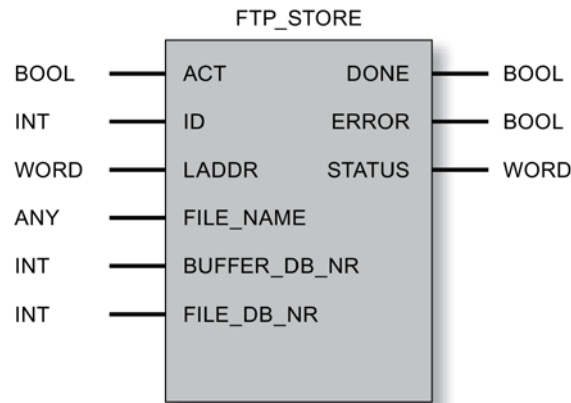 FTP_STORE
BOOL ACT DONE BOOL
INT ID ERROR BOOL
WORD LADDR STATUS WORD
ANY FILE_NAME
INT BUFFER_DB_NR
INT FILE_DB_NR